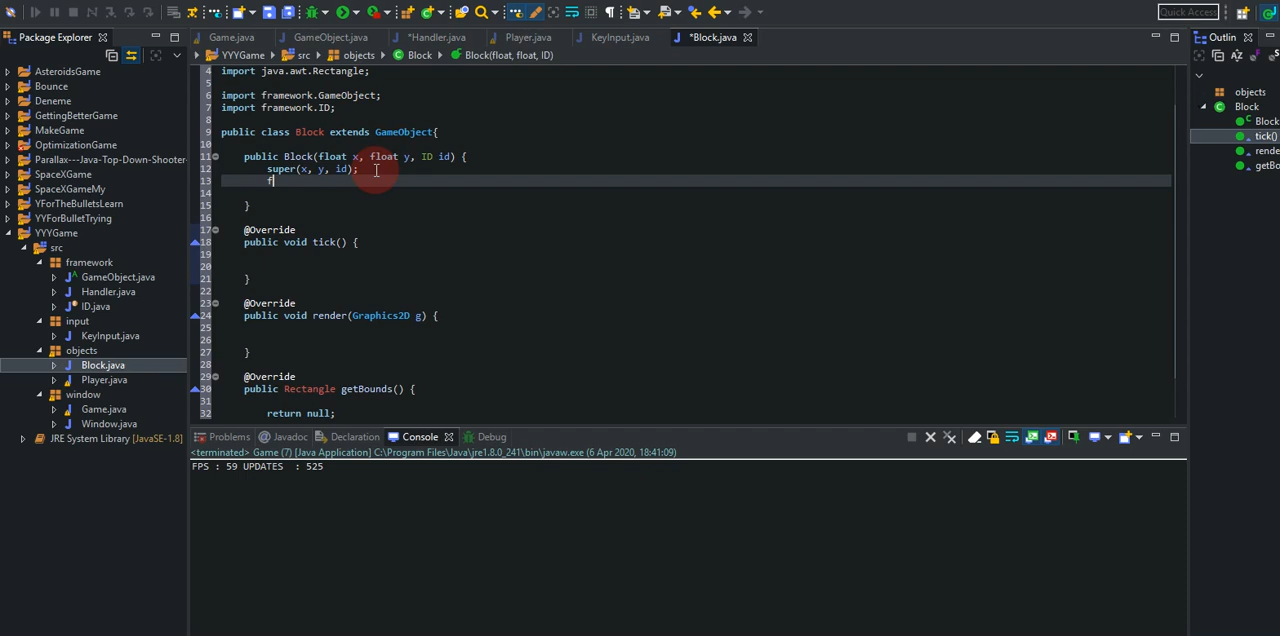 Quick Access
Package Explorer
Game.java
GameObject.java
*Handler.java
Player.java
KeyInput.java
*Block.java
Outlin
YYYGame
src
objects
Block
Block(float, float, ID)
AsteroidsGame
Bounce
Deneme
GettingBetterGame
MakeGame
OptimizationGame
Parallax---Java-Top-Down-Shooter-
SpaceXGame
SpaceXGameMy
YForTheBulletsLearn
YYForBulletTrying
YYYGame
src
framework
GameObject.java
Handler.java
ID.java
input
KeyInput.java
objects
Block.java
Player.java
window
Game.java
Window.java
JRE System Library [JavaSE-1.8]
4 import java.awt.Rectangle;
5
6 import framework.GameObject;
7 import framework.ID;
8
9 public class Block extends GameObject{
10
11 public Block(float x, float y, ID id) {
12 super(x, y, id);
13 f
14
15 }
16
17 @Override
18 public void tick() {
19
20
21 }
22
23 @Override
24 public void render(Graphics2D g) {
25
26
27 }
28
29 @Override
30 public Rectangle getBounds() {
31
32 return null;
objects
Block
Block
tick()
rende
getBo
Problems
Javadoc
Declaration
Console
Debug
<terminated> Game (7) [Java Application] C:\Program Files\Java\jre1.8.0_241\bin\javaw.exe (6 Apr 2020, 18:41:09)
FPS : 59 UPDATES : 525